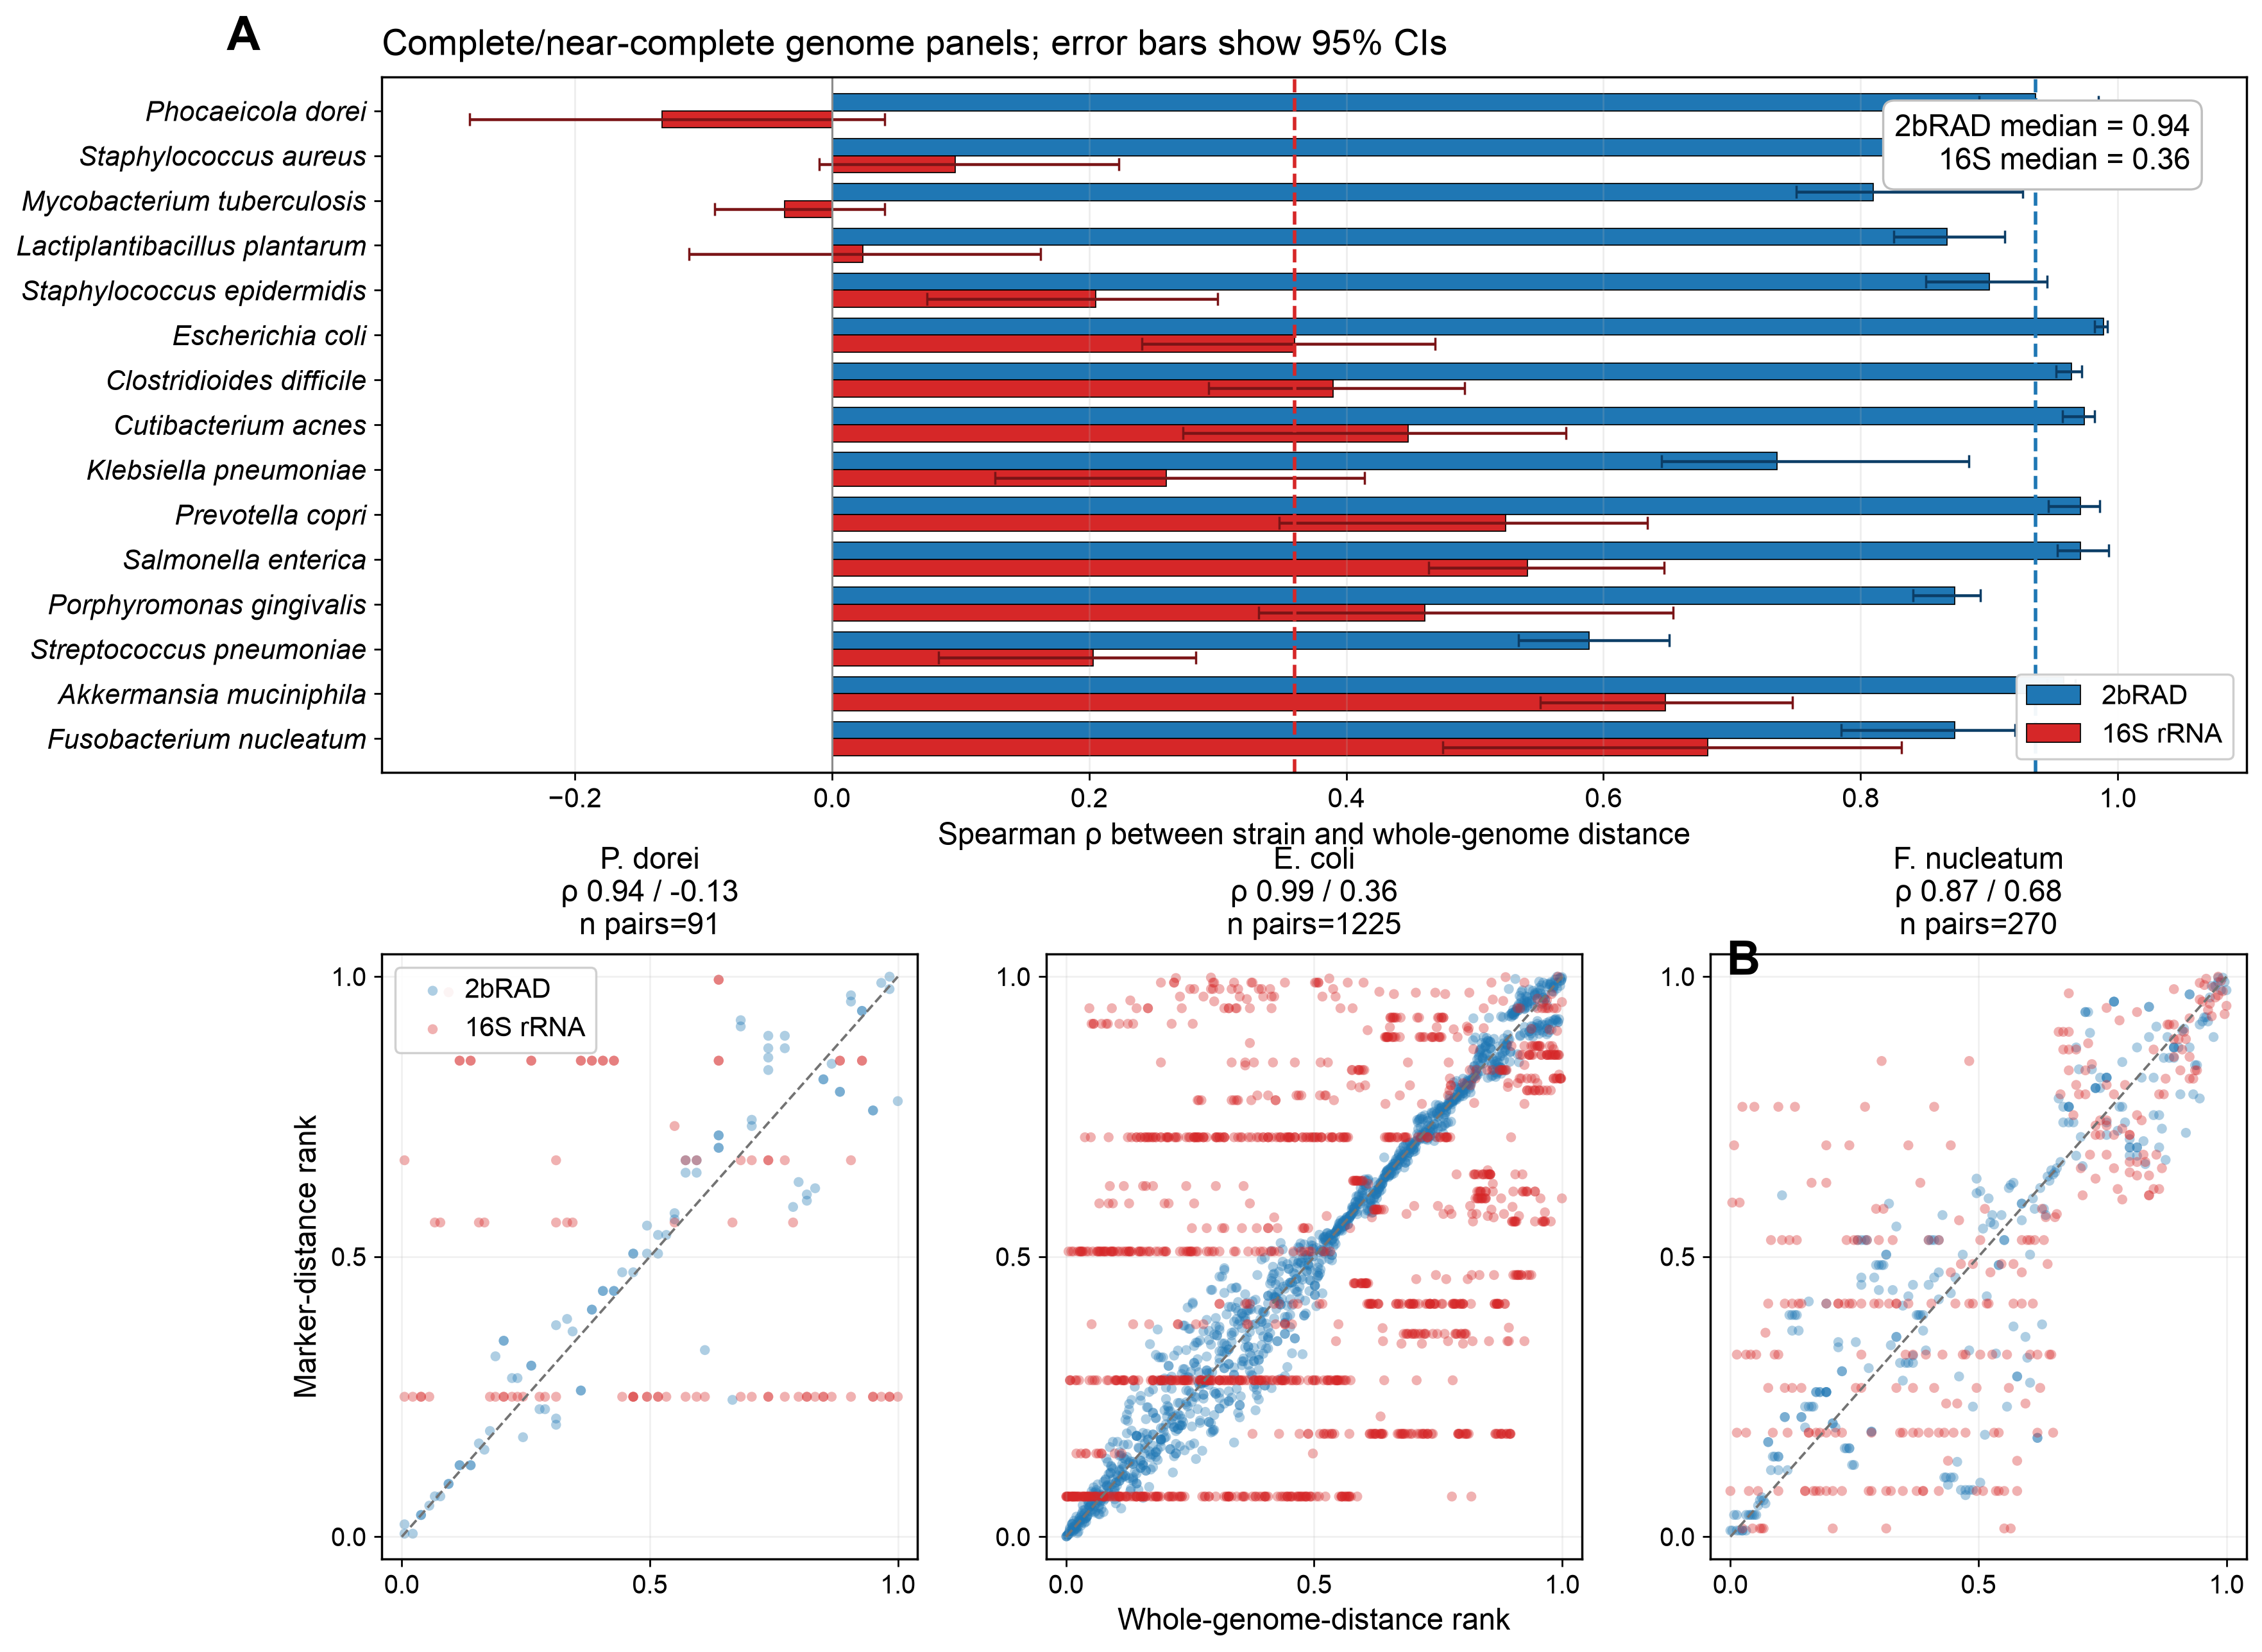 A
Complete/near-complete genome panels; error bars show 95% CIs
Phocaeicola dorei
Staphylococcus aureus
Mycobacterium tuberculosis
Lactiplantibacillus plantarum
Staphylococcus epidermidis
Escherichia coli
Clostridioides difficile
Cutibacterium acnes
Klebsiella pneumoniae
Prevotella copri
Salmonella enterica
Porphyromonas gingivalis
Streptococcus pneumoniae
Akkermansia muciniphila
Fusobacterium nucleatum
2bRAD median = 0.94
16S median = 0.36
2bRAD
16S rRNA
−0.2 0.0 0.2 0.4 0.6 0.8 1.0
Spearman ρ between strain and whole-genome distance
P. dorei
ρ 0.94 / -0.13
n pairs=91
E. coli
ρ 0.99 / 0.36
n pairs=1225
F. nucleatum
ρ 0.87 / 0.68
n pairs=270
B
Marker-distance rank
2bRAD
16S rRNA
1.0
0.5
0.0
0.0 0.5 1.0
1.0
0.5
0.0
0.0 0.5 1.0
1.0
0.5
0.0
0.0 0.5 1.0
Whole-genome-distance rank